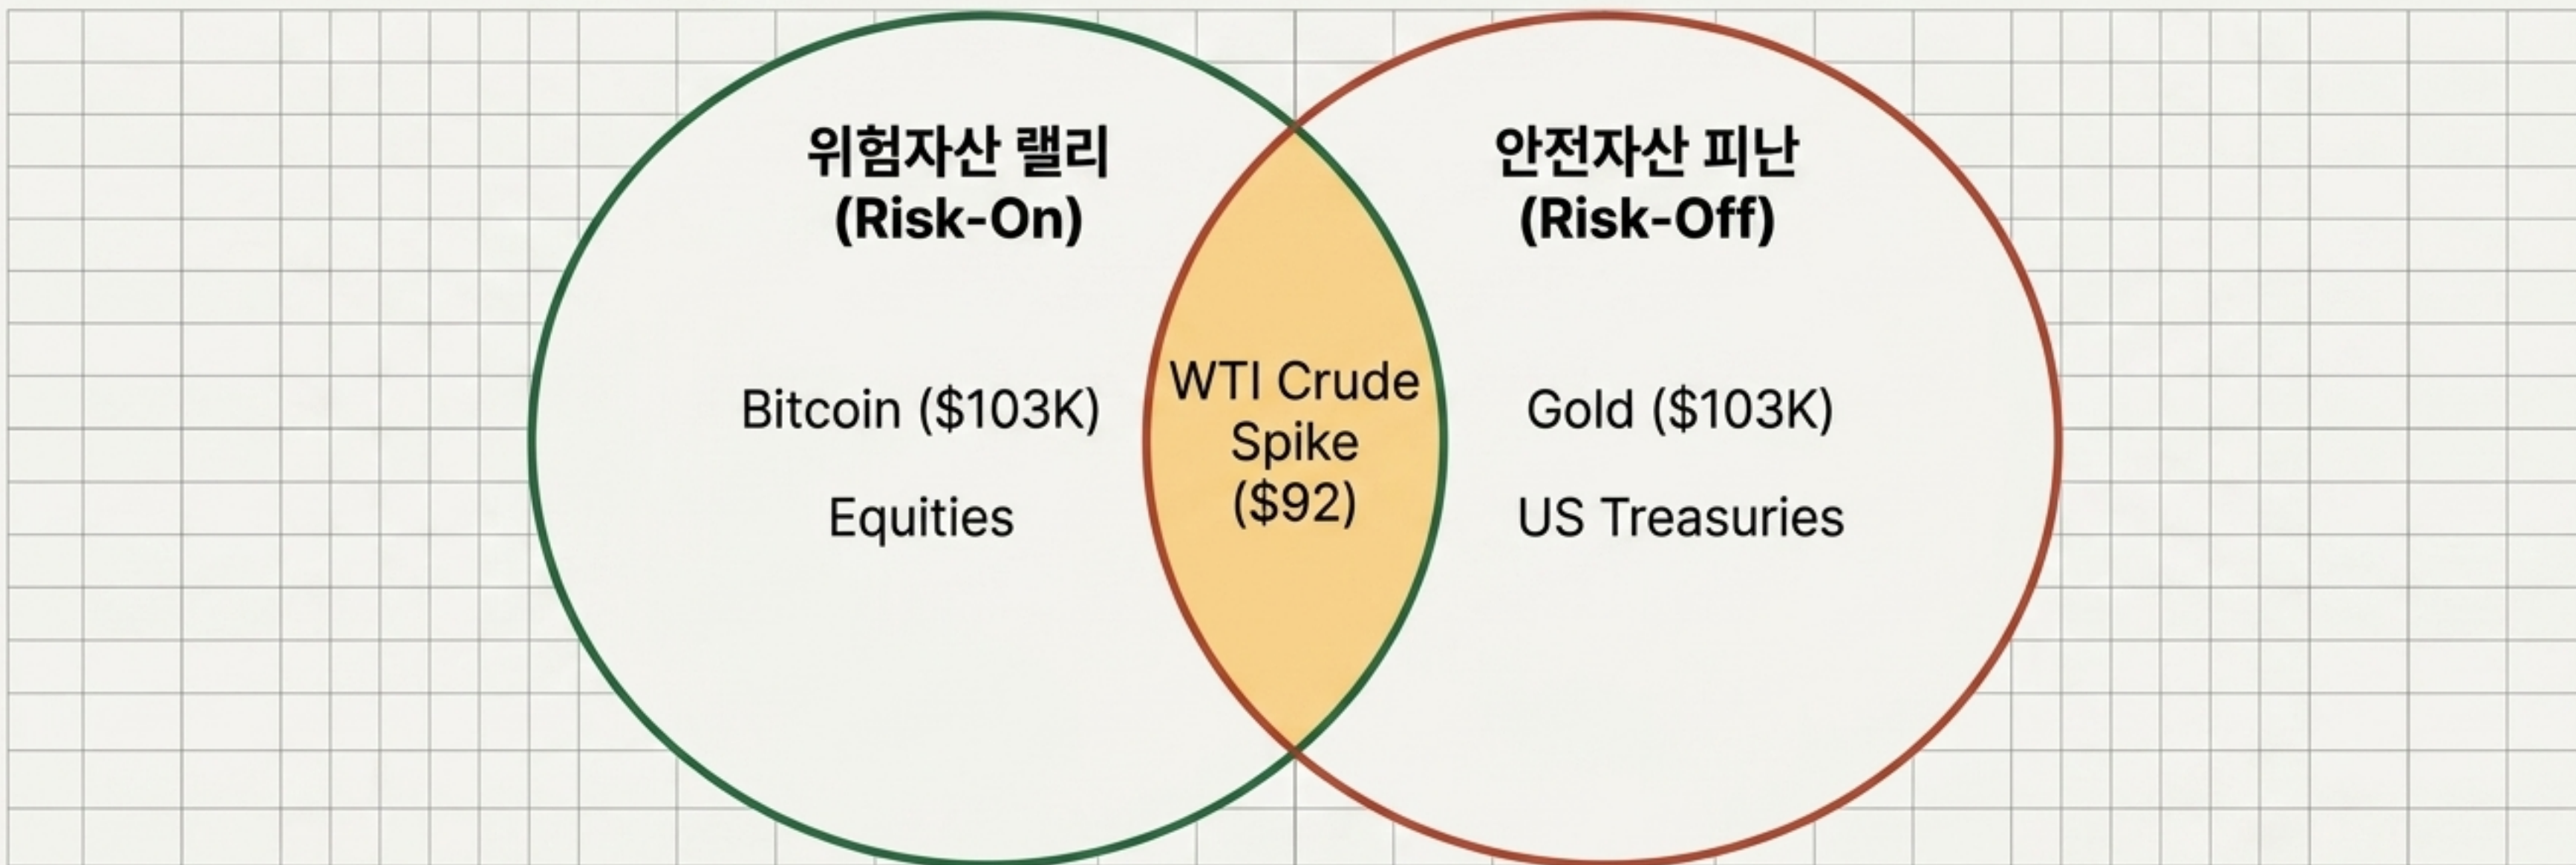 위험자산 랠리
(Risk-On)
Bitcoin ($103K)
Equities
WTI Crude
Spike
($92)
안전자산 피난
(Risk-Off)
Gold ($103K)
US Treasuries